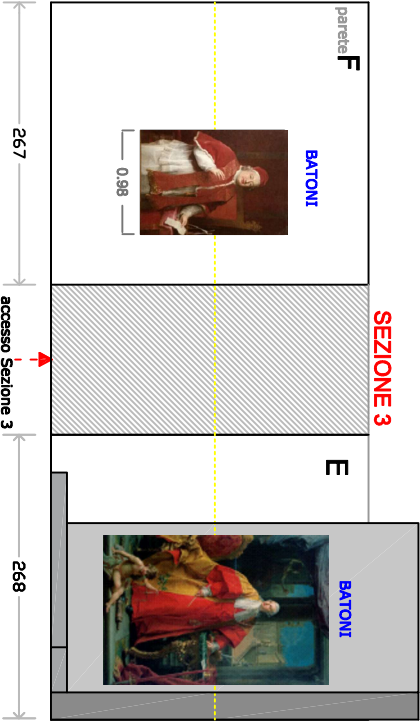 SEZIONE 3
parete F
E
BATONI
BATONI
0.98
267
accesso Sezione 3
268